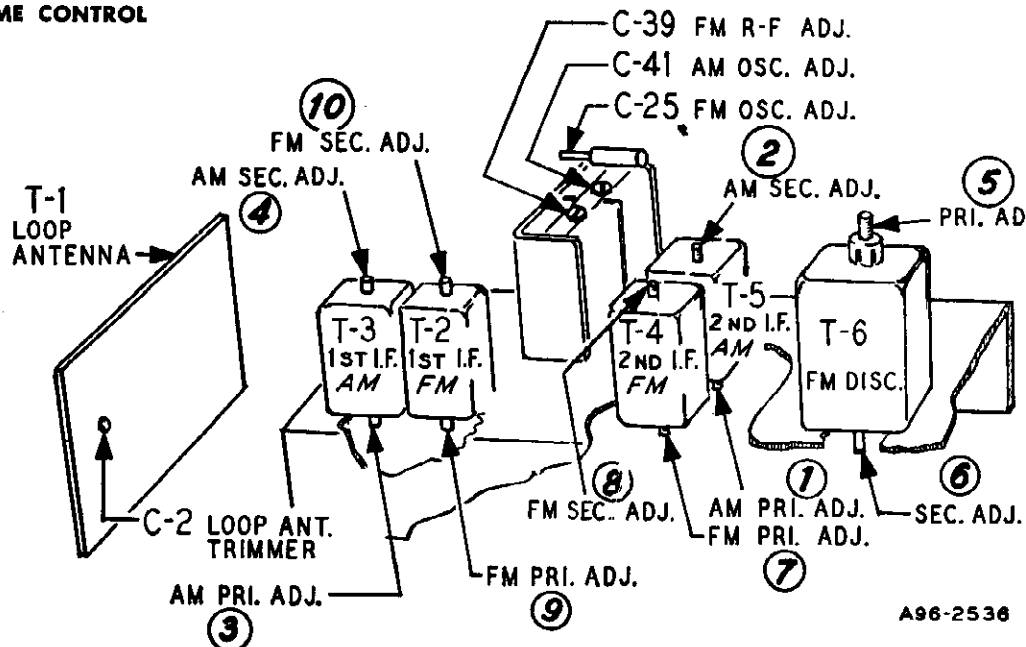 ME CONTROL
C-39 FM R-F ADJ.
C-41 AM OSC. ADJ.
C-25 FM OSC. ADJ.
10
FM SEC. ADJ.
2
AM SEC. ADJ.
AM SEC. ADJ.
4
5
PRI. AD
T-1
LOOP
ANTENNA
T-3
1ST I.F.
AM
T-2
1ST I.F.
FM
T-4
2ND I.F.
FM
T-5
2ND I.F.
AM
T-6
FM DISC.
8
FM SEC. ADJ.
1
AM PRI. ADJ.
FM PRI. ADJ.
7
6
SEC. ADJ.
C-2 LOOP ANT.
TRIMMER
AM PRI. ADJ.
3
FM PRI. ADJ.
9
A96-2536